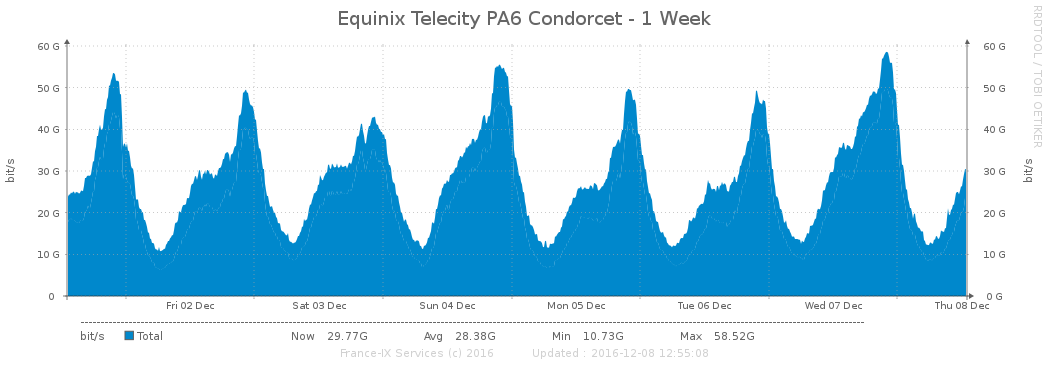 Equinix Telecity PA6 Condorcet - 1 Week
RRDTOOL / TOBI OETIKER
bit/s
60 G
50 G
40 G
30 G
20 G
10 G
0
60 G
50 G
40 G
30 G
20 G
10 G
0 G
bit/s
Fri 02 Dec Sat 03 Dec Sun 04 Dec Mon 05 Dec Tue 06 Dec Wed 07 Dec Thu 08 Dec
bit/s Total Now 29.77G Avg 28.38G Min 10.73G Max 58.52G
France-IX Services (c) 2016 Updated : 2016-12-08 12:55:08